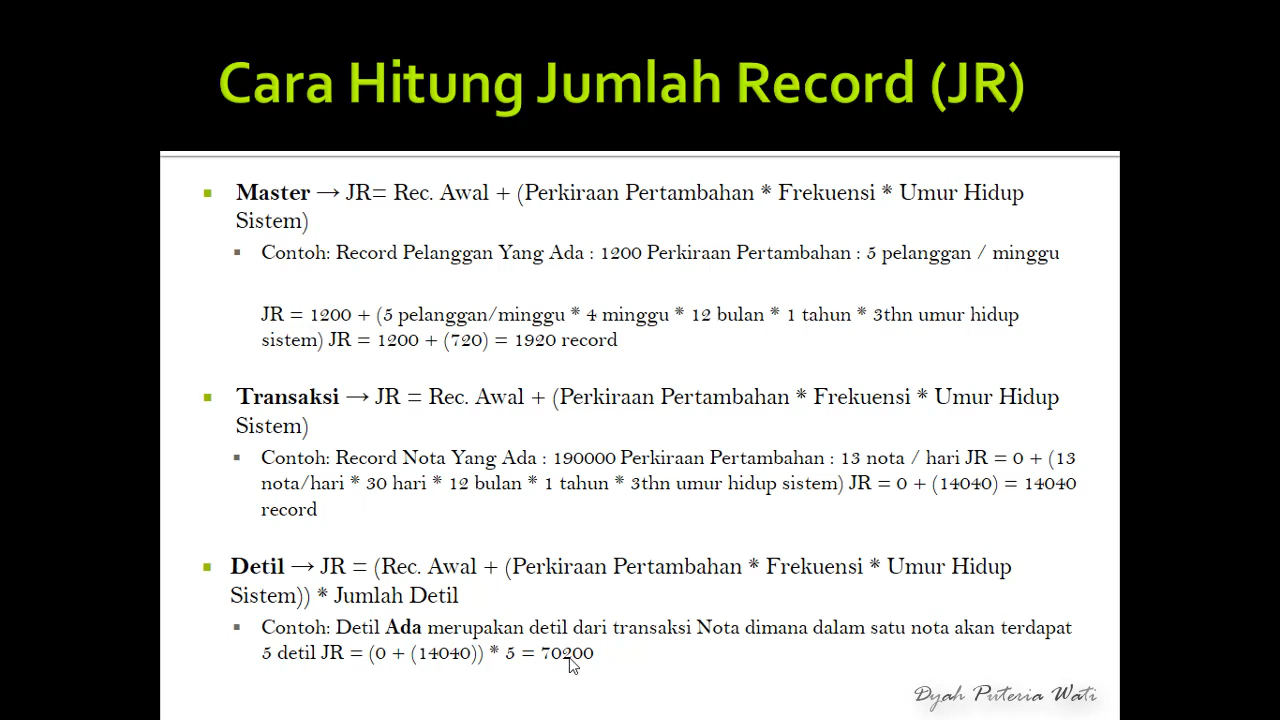 Cara Hitung Jumlah Record (JR)
Master → JR= Rec. Awal + (Perkiraan Pertambahan * Frekuensi * Umur Hidup
Sistem)
Contoh: Record Pelanggan Yang Ada : 1200 Perkiraan Pertambahan : 5 pelanggan / minggu
JR = 1200 + (5 pelanggan/minggu * 4 minggu * 12 bulan * 1 tahun * 3thn umur hidup
sistem) JR = 1200 + (720) = 1920 record
Transaksi → JR = Rec. Awal + (Perkiraan Pertambahan * Frekuensi * Umur Hidup
Sistem)
Contoh: Record Nota Yang Ada : 190000 Perkiraan Pertambahan : 13 nota / hari JR = 0 + (13
nota/hari * 30 hari * 12 bulan * 1 tahun * 3thn umur hidup sistem) JR = 0 + (14040) = 14040
record
Detil → JR = (Rec. Awal + (Perkiraan Pertambahan * Frekuensi * Umur Hidup
Sistem)) * Jumlah Detil
Contoh: Detil Ada merupakan detil dari transaksi Nota dimana dalam satu nota akan terdapat
5 detil JR = (0 + (14040)) * 5 = 70200
Dyah Puteria Wati